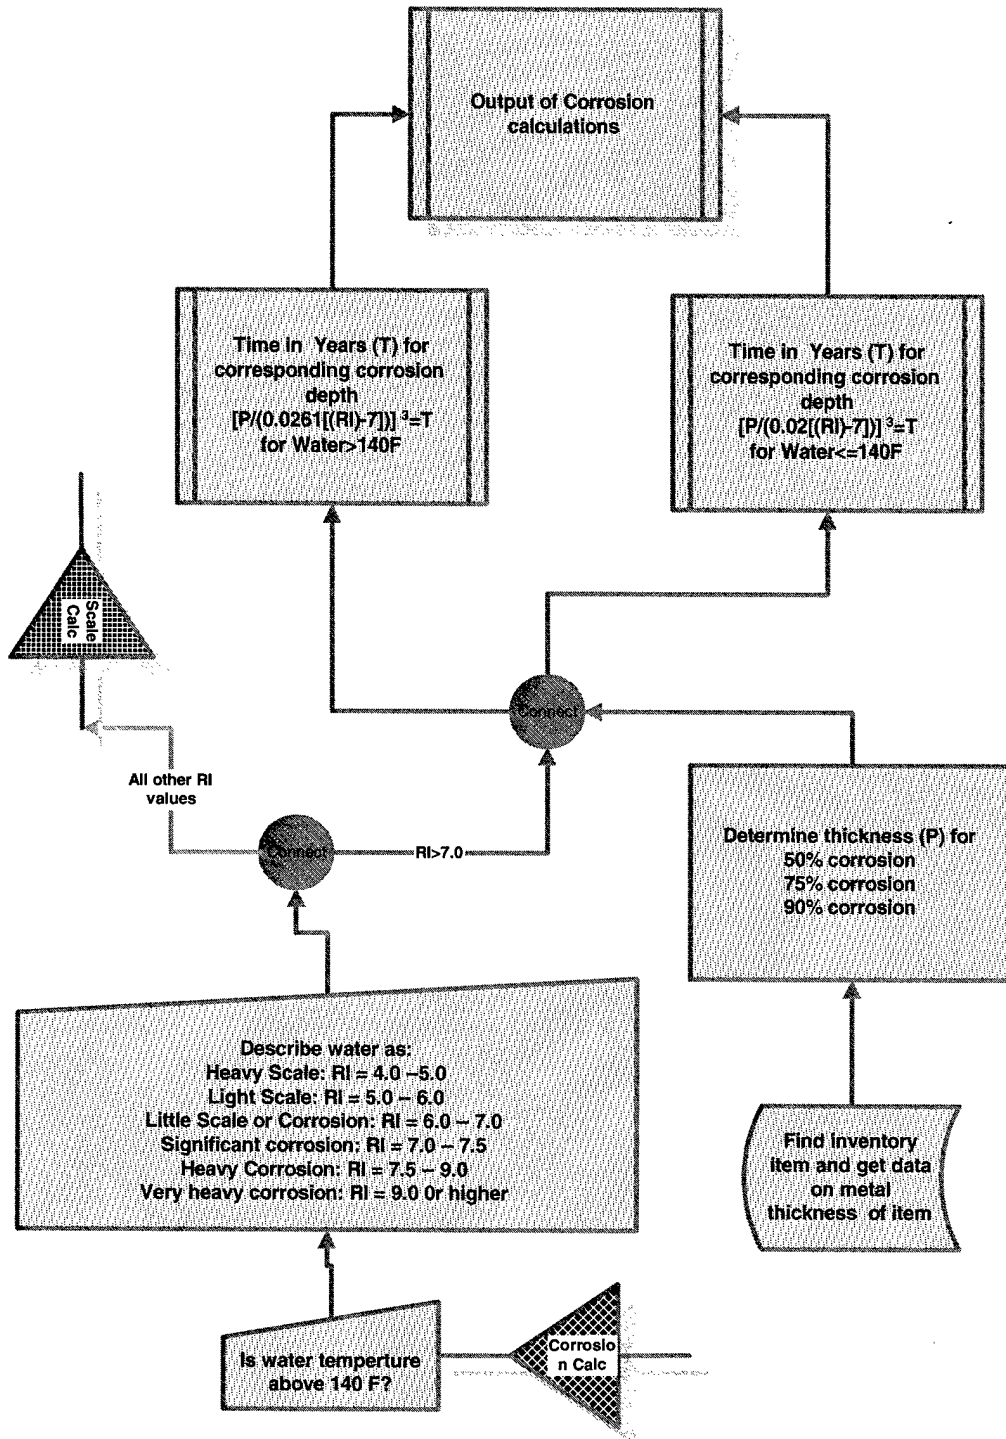 Output of Corrosion
calculations
Time in Years (T) for
corresponding corrosion
depth
[P/(0.0261[(RI)-7])] ³=T
for Water>140F
Time in Years (T) for
corresponding corrosion
depth
[P/(0.02[(RI)-7])] ³=T
for Water<=140F
Scale
Calc
Connect
All other RI
values
Connect
RI>7.0
Determine thickness (P) for
50% corrosion
75% corrosion
90% corrosion
Describe water as:
Heavy Scale: RI = 4.0 –5.0
Light Scale: RI = 5.0 – 6.0
Little Scale or Corrosion: RI = 6.0 – 7.0
Significant corrosion: RI = 7.0 – 7.5
Heavy Corrosion: RI = 7.5 – 9.0
Very heavy corrosion: RI = 9.0 0r higher
Find inventory
item and get data
on metal
thickness of item
Is water temperture
above 140 F?
Corrosio
n Calc